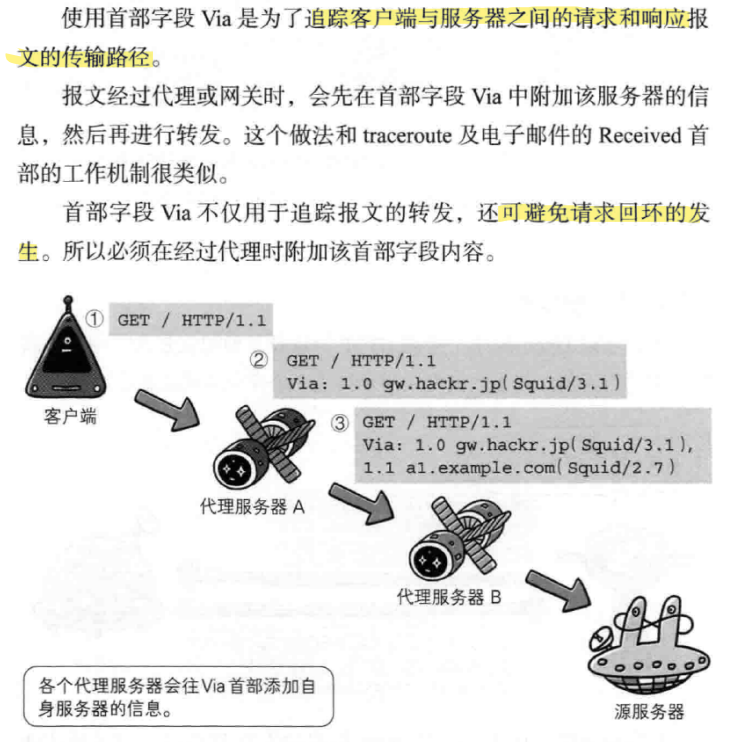 使用首部字段 Via 是为了追踪客户端与服务器之间的请求和响应报
文的传输路径。
报文经过代理或网关时，会先在首部字段 Via 中附加该服务器的信
息，然后再进行转发。这个做法和 traceroute 及电子邮件的 Received 首
部的工作机制很类似。
首部字段 Via 不仅用于追踪报文的转发，还可避免请求回环的发
生。所以必须在经过代理时附加该首部字段内容。
① GET / HTTP/1.1
② GET / HTTP/1.1
Via: 1.0 gw.hackr.jp(Squid/3.1)
客户端
③ GET / HTTP/1.1
Via: 1.0 gw.hackr.jp(Squid/3.1),
1.1 a1.example.com(Squid/2.7)
代理服务器 A
代理服务器 B
各个代理服务器会往Via首部添加自
身服务器的信息。
源服务器